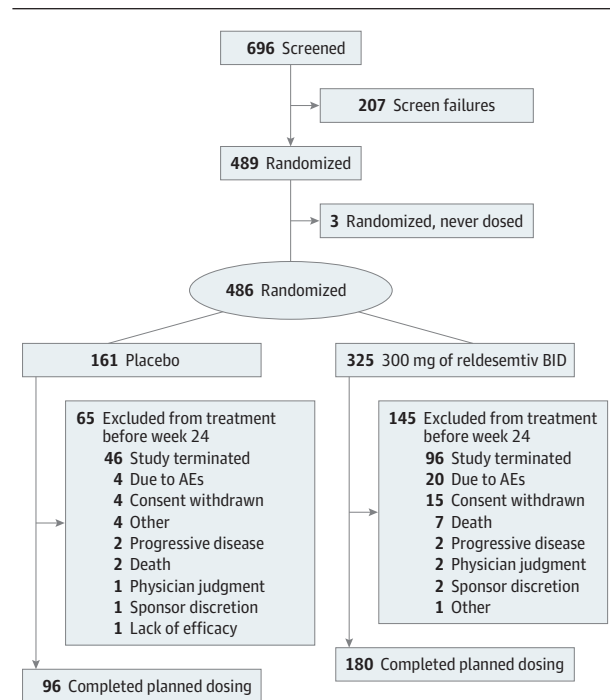 696 Screened
207 Screen failures
489 Randomized
3 Randomized, never dosed
486 Randomized
161 Placebo
65 Excluded from treatment
before week 24
46 Study terminated
4 Due to AEs
4 Consent withdrawn
4 Other
2 Progressive disease
2 Death
1 Physician judgment
1 Sponsor discretion
1 Lack of efficacy
96 Completed planned dosing
325 300 mg of reldesemtiv BID
145 Excluded from treatment
before week 24
96 Study terminated
20 Due to AEs
15 Consent withdrawn
7 Death
2 Progressive disease
2 Physician judgment
2 Sponsor discretion
1 Other
180 Completed planned dosing